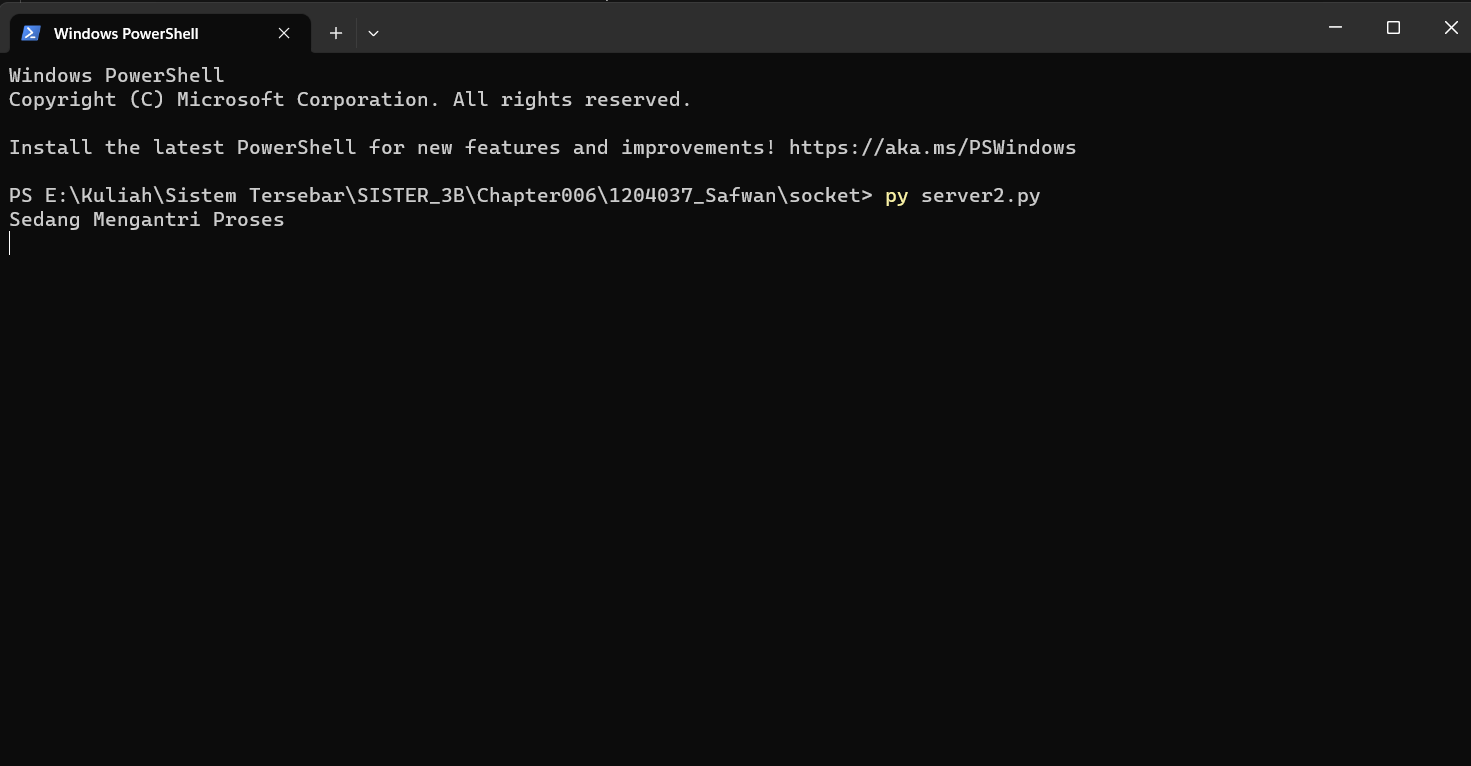 Windows PowerShell
Windows PowerShell
Copyright (C) Microsoft Corporation. All rights reserved.
Install the latest PowerShell for new features and improvements! https://aka.ms/PSWindows
PS E:\Kuliah\Sistem Tersebar\SISTER_3B\Chapter006\1204037_Safwan\socket> py server2.py
Sedang Mengantri Proses